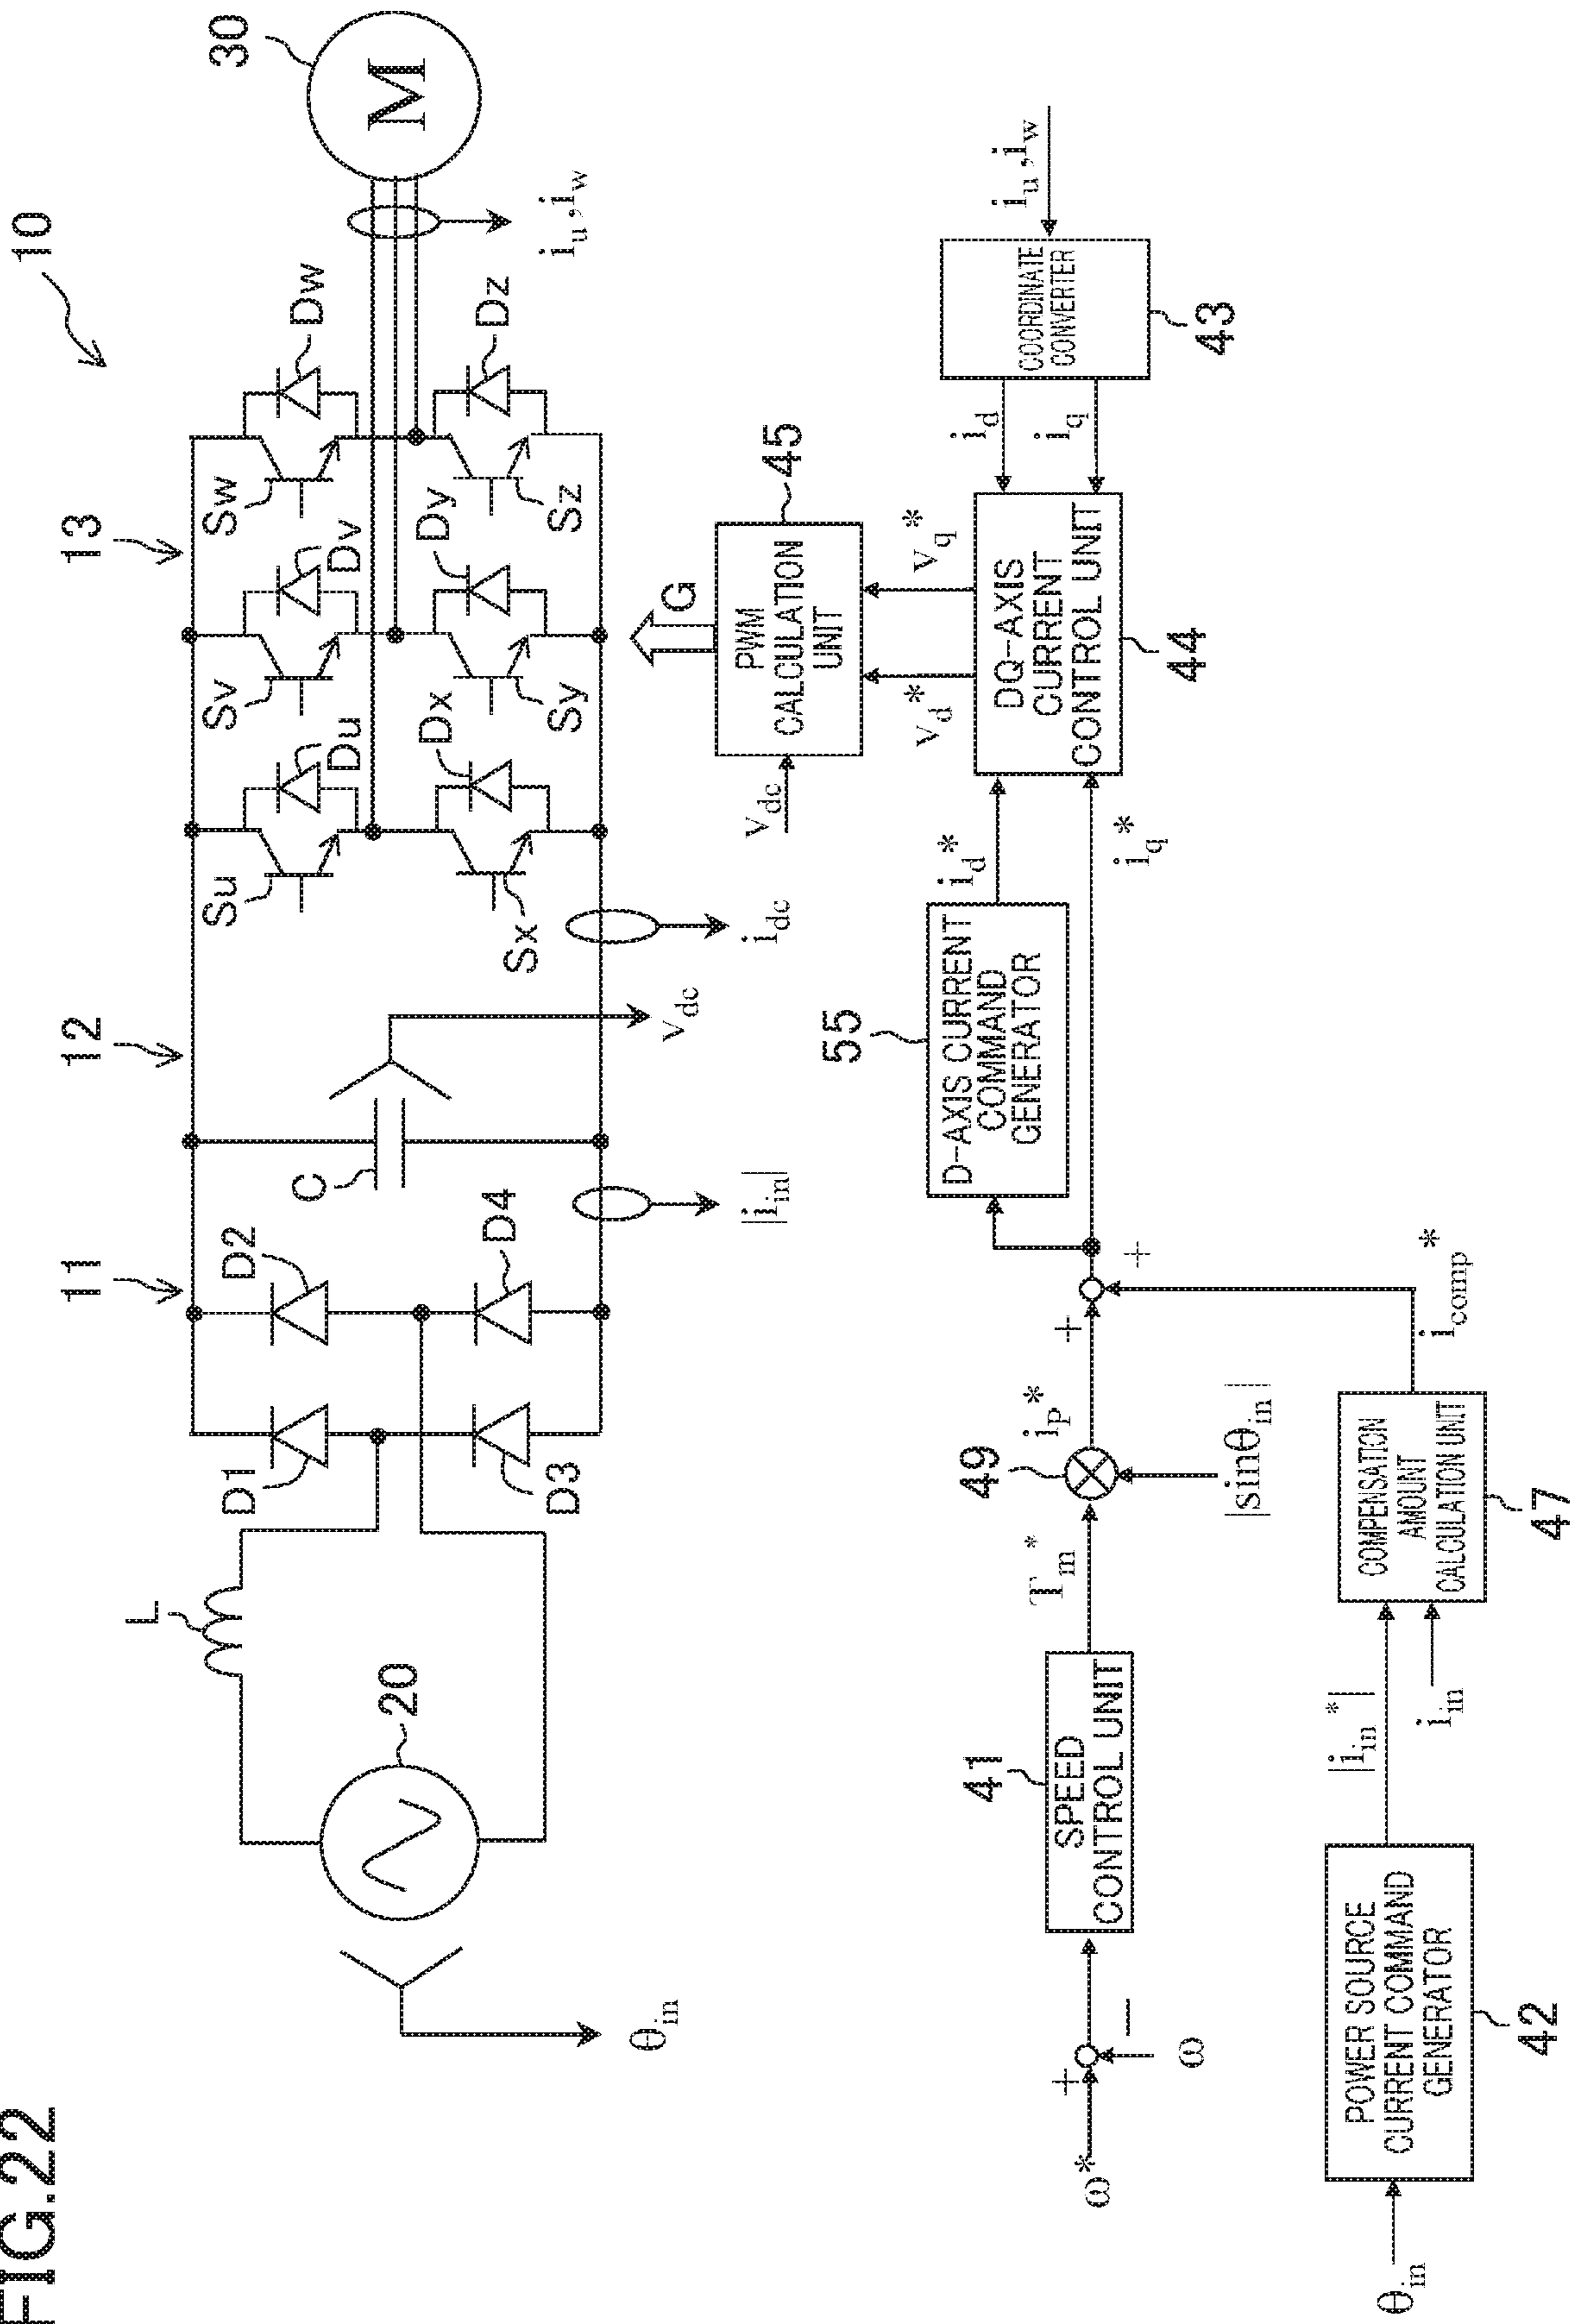 FIG.22
10
11
12
13
30
M
L
20
θin
D1
D2
D3
D4
C
|iin|
vdc
idc
Su
Du
Sv
Dv
Sw
Dw
Sx
Dx
Sy
Dy
Sz
Dz
iu,iw
G
45
PWM
CALCULATION
UNIT
vdc
vd*
vq*
ω*
+
−
ω
41
SPEED
CONTROL UNIT
Tm*
49
|sinθin|
iP*
+
+
55
D-AXIS CURRENT
COMMAND
GENERATOR
id*
iq*
DQ-AXIS
CURRENT
CONTROL UNIT
44
id
iq
COORDINATE
CONVERTER
43
iu,iw
θin
POWER SOURCE
CURRENT COMMAND
GENERATOR
42
|iin*|
iin
COMPENSATION
AMOUNT
CALCULATION UNIT
47
icomp*